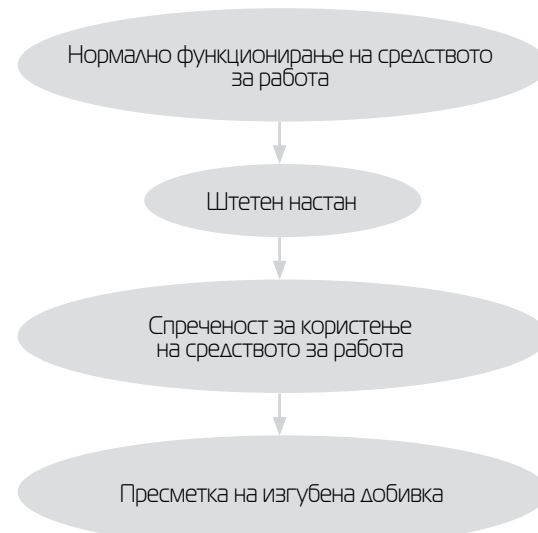 Нормално функционирање на средството
за работа
Штетен настан
Спреченост за користење
на средството за работа
Пресметка на изгубена добивка